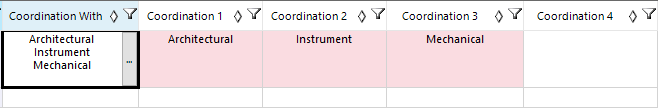 Coordination With Coordination 1 Coordination 2 Coordination 3 Coordination 4
Architectural Architectural Instrument Mechanical
Instrument
Mechanical
...